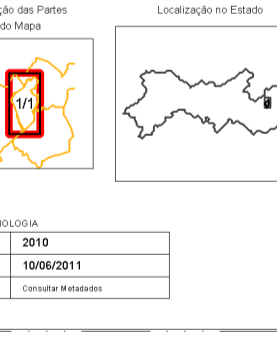 ção das Partes
do Mapa
Localização no Estado
1/1
NOLOGIA
2010
10/06/2011
Consultar Metadados